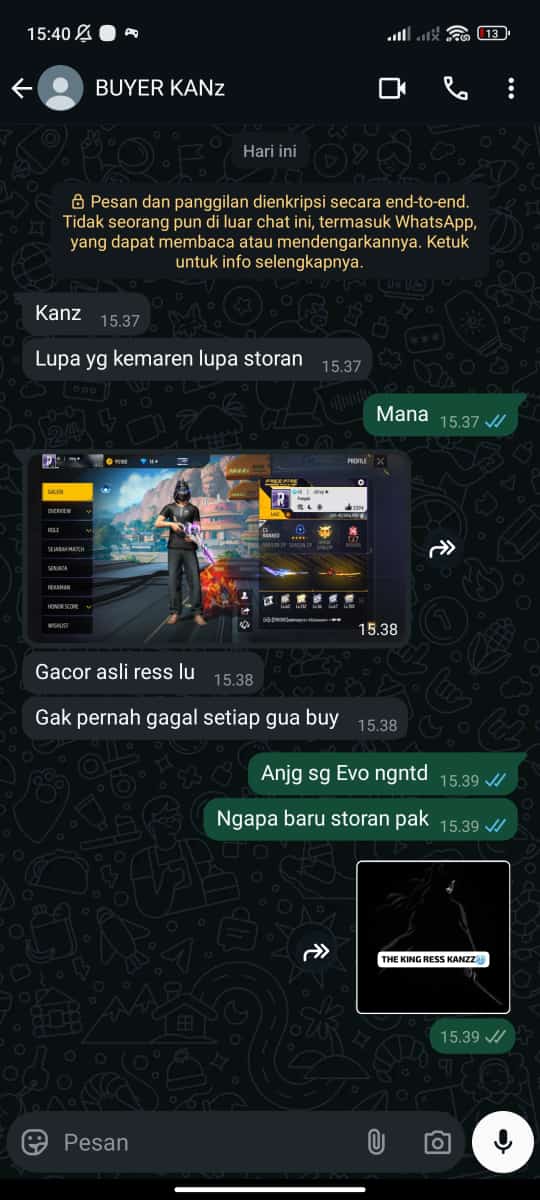 15:40
13
BUYER KANz
Hari ini
Pesan dan panggilan dienkripsi secara end-to-end.
Tidak seorang pun di luar chat ini, termasuk WhatsApp,
yang dapat membaca atau mendengarkannya. Ketuk
untuk info selengkapnya.
Kanz 15.37
Lupa yg kemaren lupa storan 15.37
Mana 15.37
PROFILE
GALERI
OVERVIEW
ROLE
SEJARAH MATCH
SENJATA
REKAMAN
HONOR SCORE
WISHLIST
15.38
Gacor asli ress lu 15.38
Gak pernah gagal setiap gua buy 15.38
Anjg sg Evo ngntd 15.39
Ngapa baru storan pak 15.39
THE KING RESS KANZZ🥶
15.39
Pesan